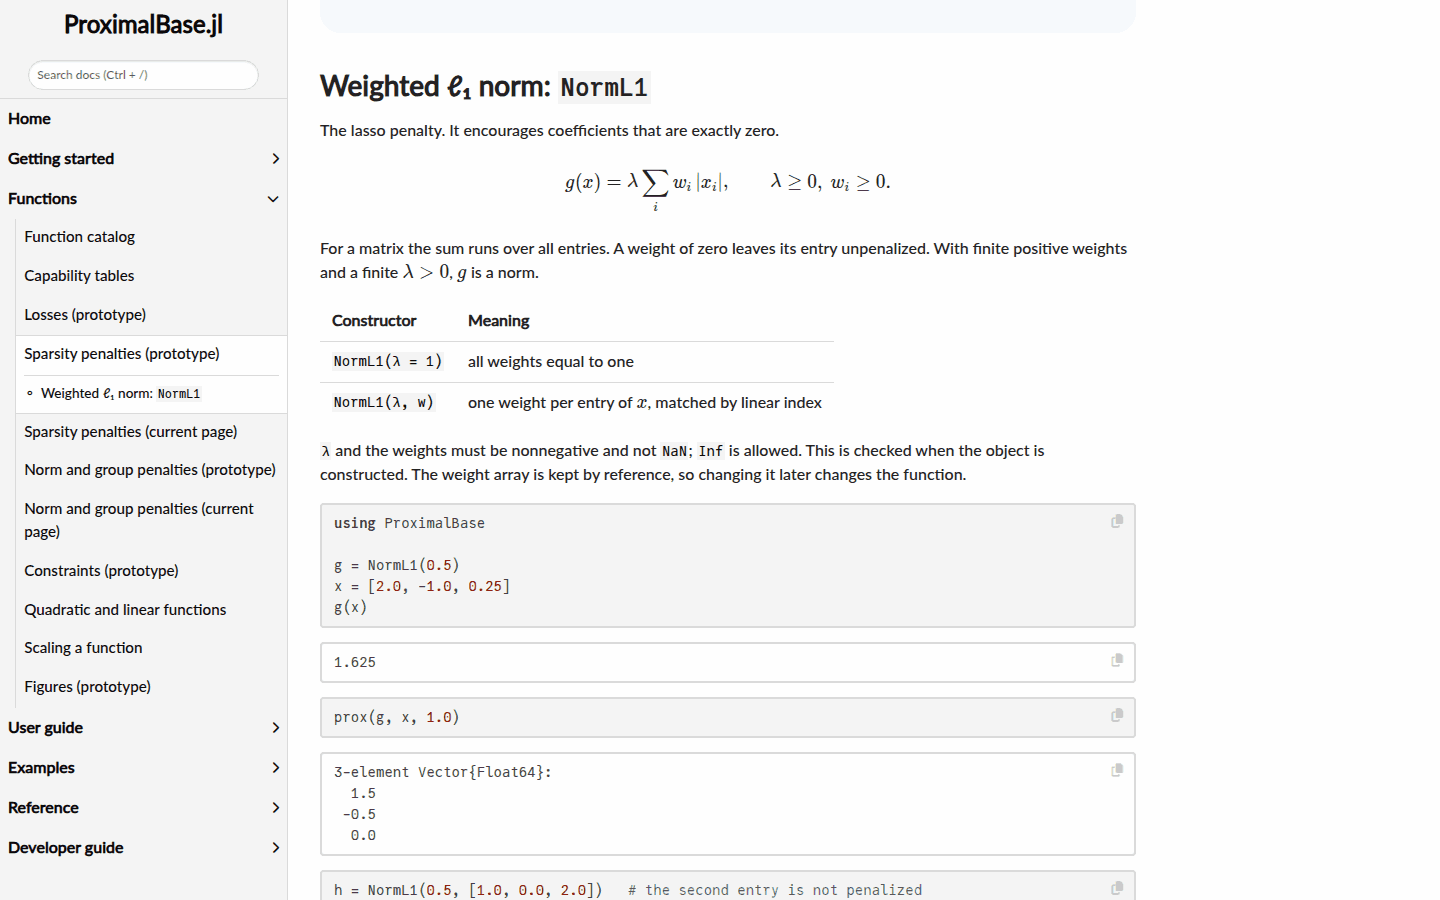 ProximalBase.jl
Search docs (Ctrl + /)
Home
Getting started
Functions
Function catalog
Capability tables
Losses (prototype)
Sparsity penalties (prototype)
Weighted ℓ₁ norm: NormL1
Sparsity penalties (current page)
Norm and group penalties (prototype)
Norm and group penalties (current
page)
Constraints (prototype)
Quadratic and linear functions
Scaling a function
Figures (prototype)
User guide
Examples
Reference
Developer guide
Weighted ℓ₁ norm: NormL1
The lasso penalty. It encourages coefficients that are exactly zero.
g(x) = λ ∑_i w_i |x_i|, λ ≥ 0, w_i ≥ 0.
For a matrix the sum runs over all entries. A weight of zero leaves its entry unpenalized. With finite positive weights
and a finite λ > 0, g is a norm.
Constructor Meaning
NormL1(λ = 1) all weights equal to one
NormL1(λ, w) one weight per entry of x, matched by linear index
λ and the weights must be nonnegative and not NaN; Inf is allowed. This is checked when the object is
constructed. The weight array is kept by reference, so changing it later changes the function.
using ProximalBase
g = NormL1(0.5)
x = [2.0, -1.0, 0.25]
g(x)
1.625
prox(g, x, 1.0)
3-element Vector{Float64}:
1.5
-0.5
0.0
h = NormL1(0.5, [1.0, 0.0, 2.0]) # the second entry is not penalized